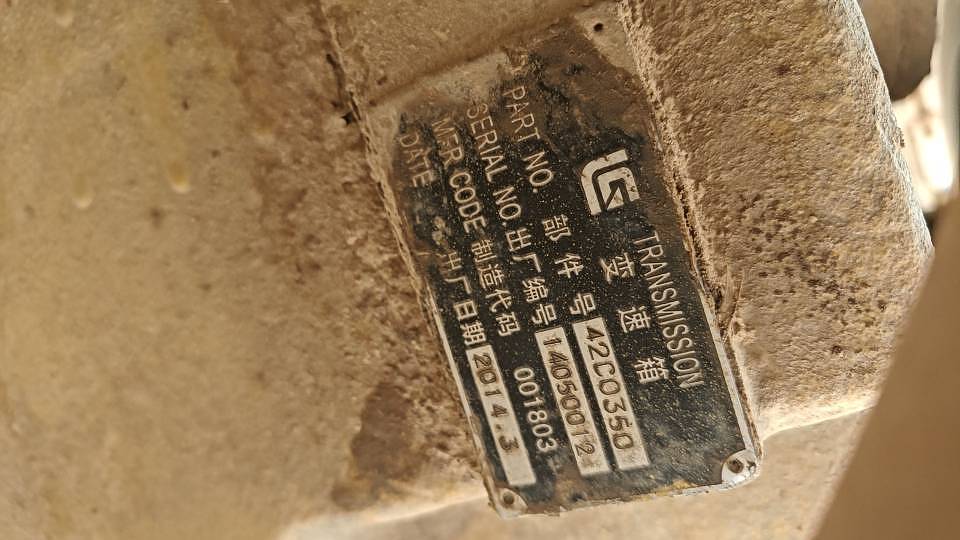 TRANSMISSION
变速箱
PART NO. 部件号 42C0350
SERIAL NO.出厂编号 14050012
MFR CODE 制造代码 001803
DATE 出厂日期 2014.3